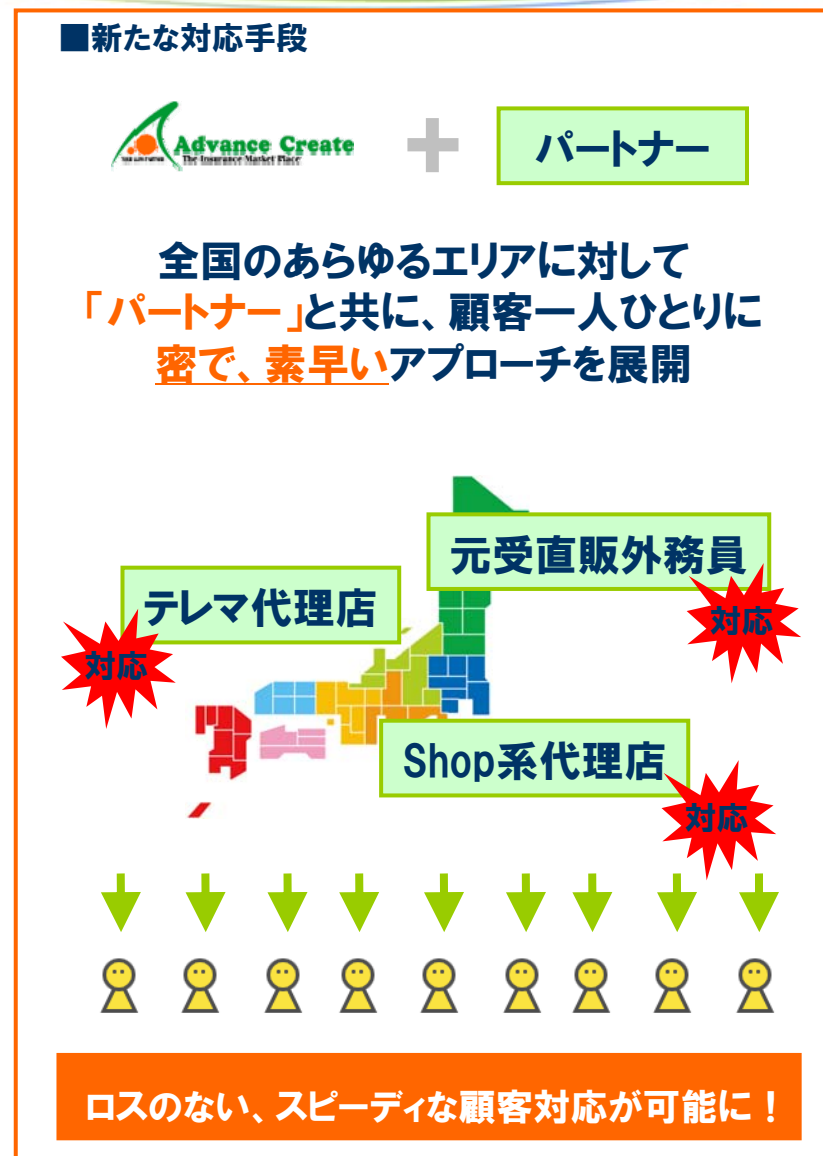 ■新たな対応手段
Advance Create
The Insurance Market Place
パートナー
全国のあらゆるエリアに対して
「パートナー」と共に、顧客一人ひとりに
密で、素早いアプローチを展開
元受直販外務員
対応
テレマ代理店
対応
Shop系代理店
対応
ロスのない、スピーディな顧客対応が可能に！